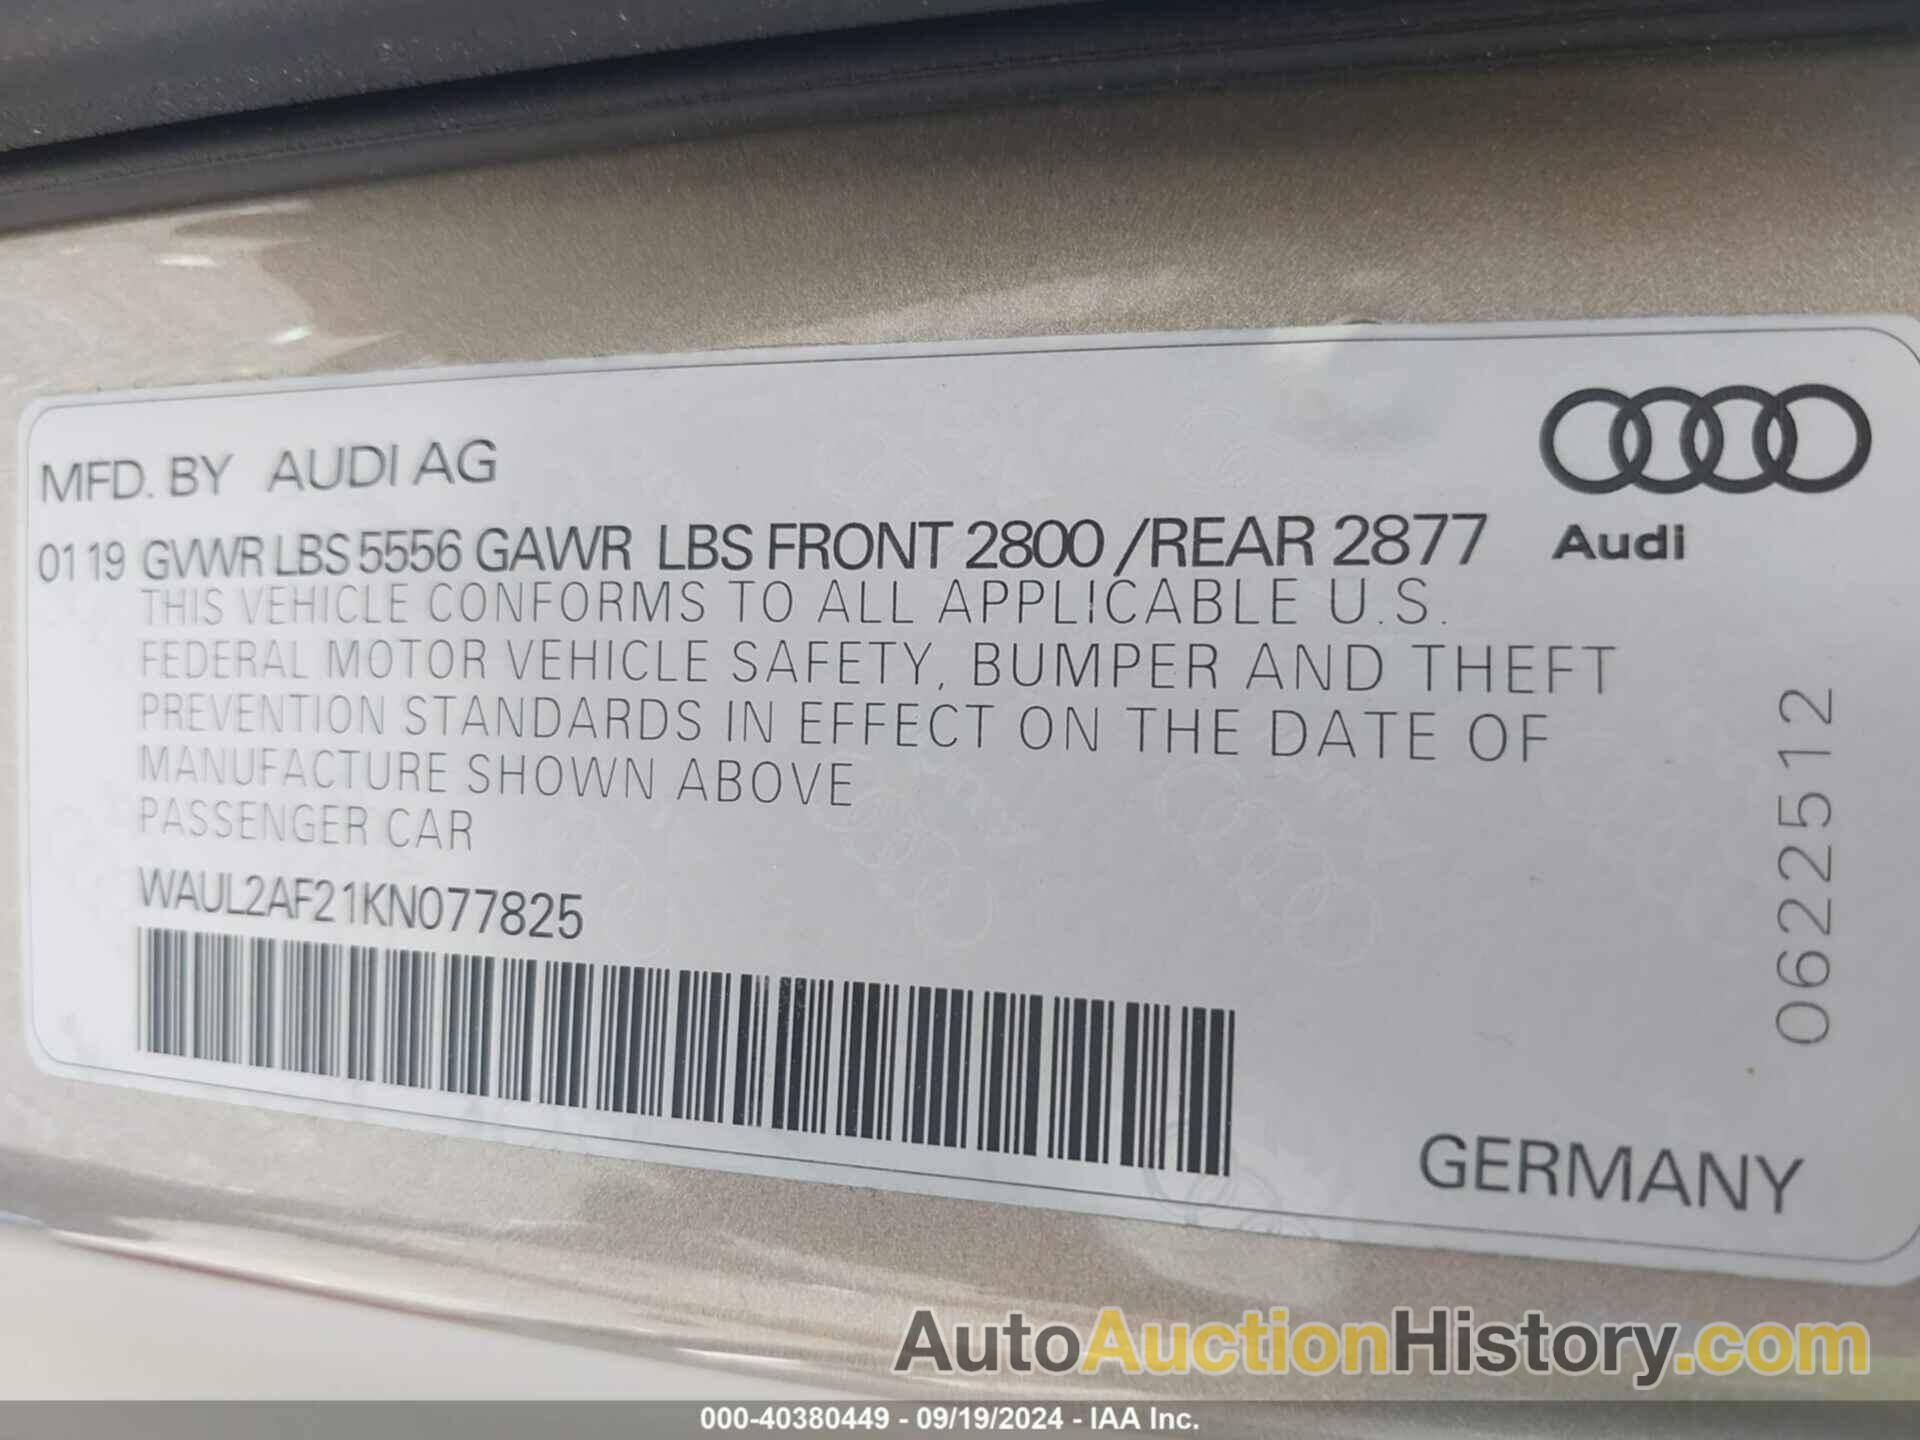 MFD. BY AUDI AG
01 19 GVWR LBS 5556 GAWR LBS FRONT 2800 /REAR 2877
Audi
THIS VEHICLE CONFORMS TO ALL APPLICABLE U.S.
FEDERAL MOTOR VEHICLE SAFETY, BUMPER AND THEFT
PREVENTION STANDARDS IN EFFECT ON THE DATE OF
MANUFACTURE SHOWN ABOVE
PASSENGER CAR
WAUL2AF21KN077825
0622512
GERMANY
AutoAuctionHistory.com
000-40380449 - 09/19/2024 - IAA Inc.